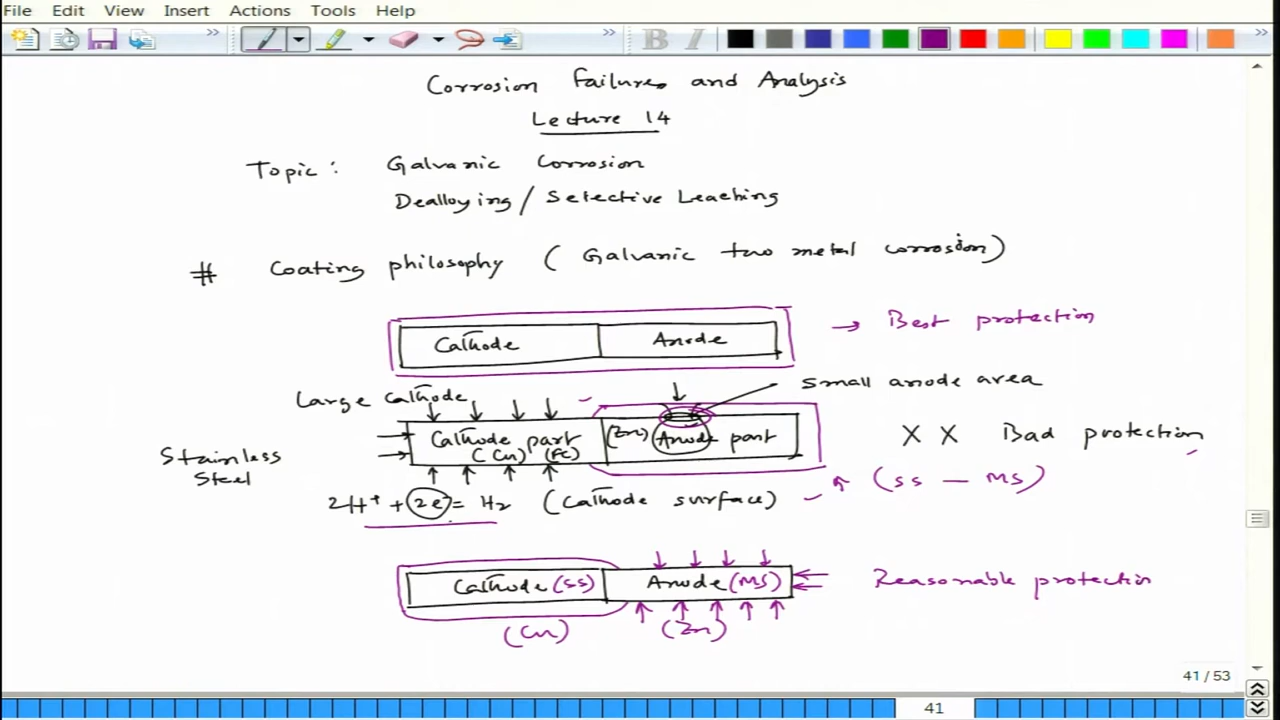 File Edit View Insert Actions Tools Help
Corrosion Failures and Analysis
Lecture 14
Topic: Galvanic Corrosion
Dealloying / Selective Leaching
# Coating philosophy (Galvanic two metal corrosion)
Cathode Anode → Best protection
Large cathode small anode area
Cathode part (Cu) (Fe) (Zn) Anode part X X Bad protection
Stainless Steel
(SS — MS)
2H⁺ + 2e = H₂ (Cathode surface)
Cathode (SS) Anode (MS) Reasonable protection
(Cu) (Zn)
41 / 53
41